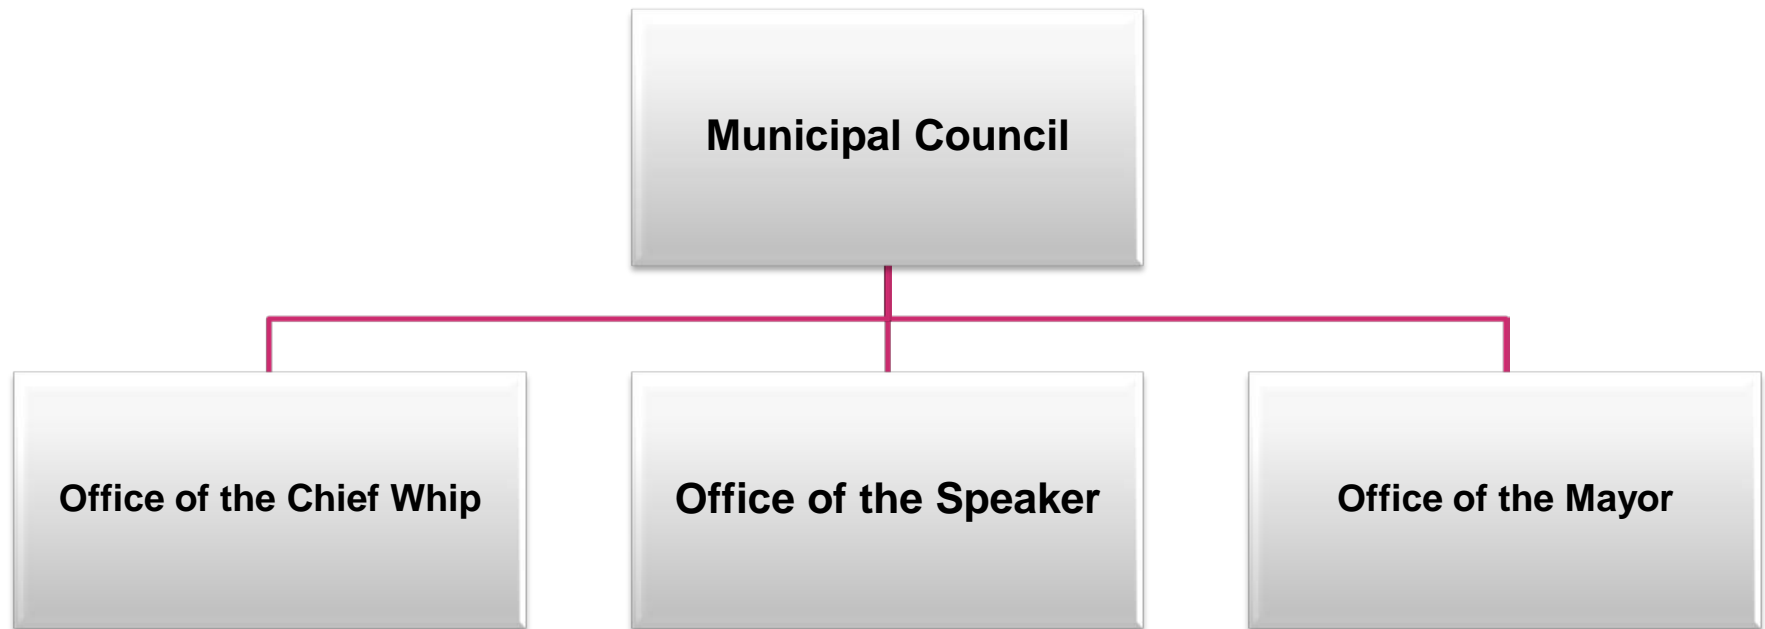 Municipal Council
Office of the Chief Whip
Office of the Speaker
Office of the Mayor